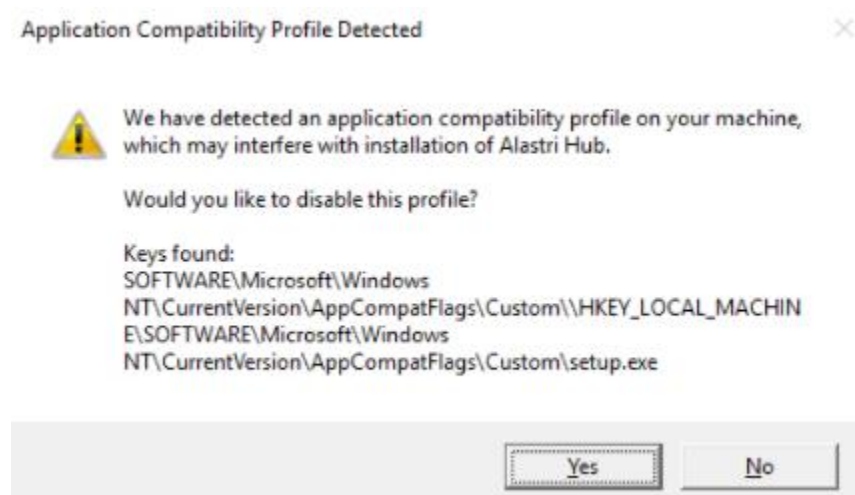 Application Compatibility Profile Detected
We have detected an application compatibility profile on your machine,
which may interfere with installation of Alastri Hub.
Would you like to disable this profile?
Keys found:
SOFTWARE\Microsoft\Windows
NT\CurrentVersion\AppCompatFlags\Custom\\HKEY_LOCAL_MACHIN
E\SOFTWARE\Microsoft\Windows
NT\CurrentVersion\AppCompatFlags\Custom\setup.exe
Yes No